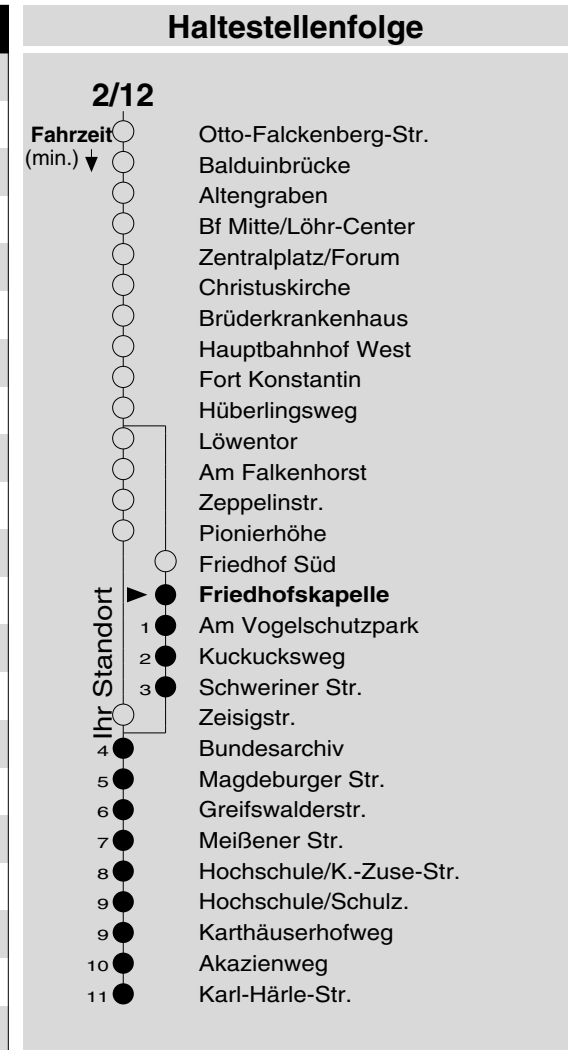 Haltestellenfolge
2/12
Fahrzeit
(min.)
Otto-Falckenberg-Str.
Balduinbrücke
Altengraben
Bf Mitte/Löhr-Center
Zentralplatz/Forum
Christuskirche
Brüderkrankenhaus
Hauptbahnhof West
Fort Konstantin
Hüberlingsweg
Löwentor
Am Falkenhorst
Zeppelinstr.
Pionierhöhe
Friedhof Süd
Ihr Standort
Friedhofskapelle
1 Am Vogelschutzpark
2 Kuckucksweg
3 Schweriner Str.
Zeisigstr.
4 Bundesarchiv
5 Magdeburger Str.
6 Greifswalderstr.
7 Meißener Str.
8 Hochschule/K.-Zuse-Str.
9 Hochschule/Schulz.
9 Karthäuserhofweg
10 Akazienweg
11 Karl-Härle-Str.